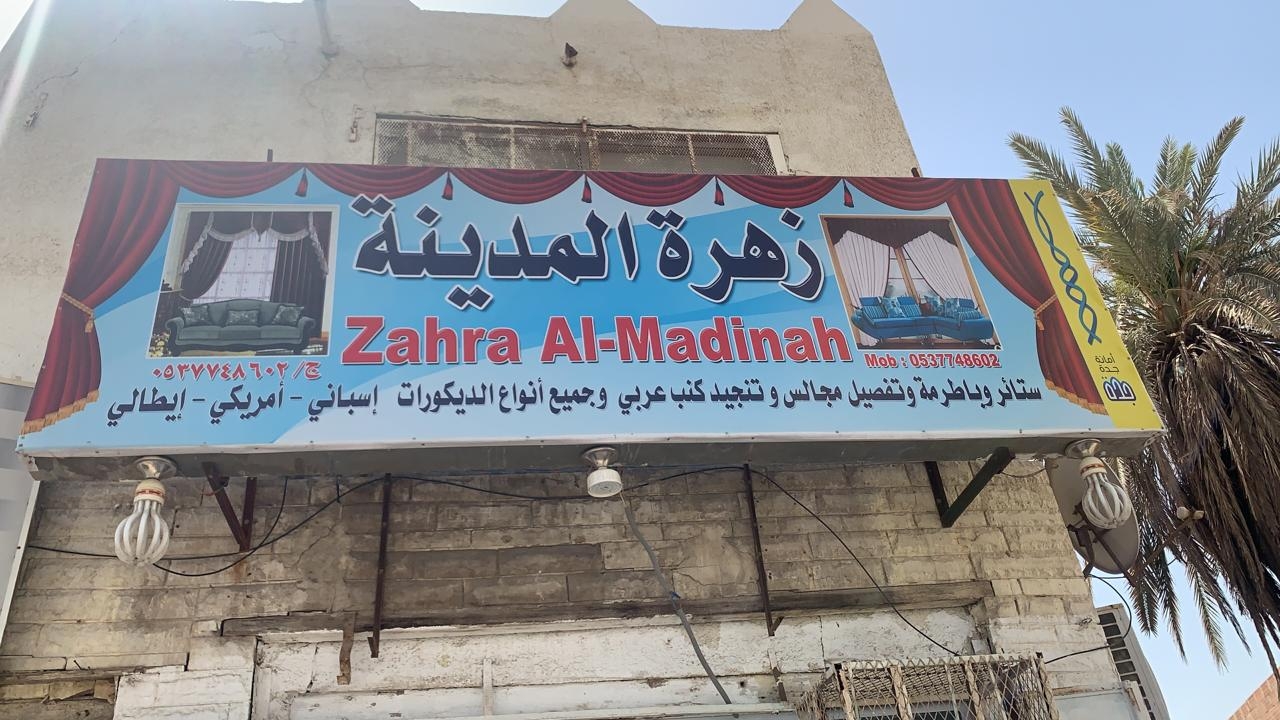 زهرة المدينة
Zahra Al-Madinah
Mob : 0537748602
ج/ ٠٥٣٧٧٤٨٦٠٢
ستائر وباطرمة وتفصيل مجالس و تنجيد كنب عربي وجميع أنواع الديكورات إسباني - أمريكي - إيطالي
أمانة
جدة